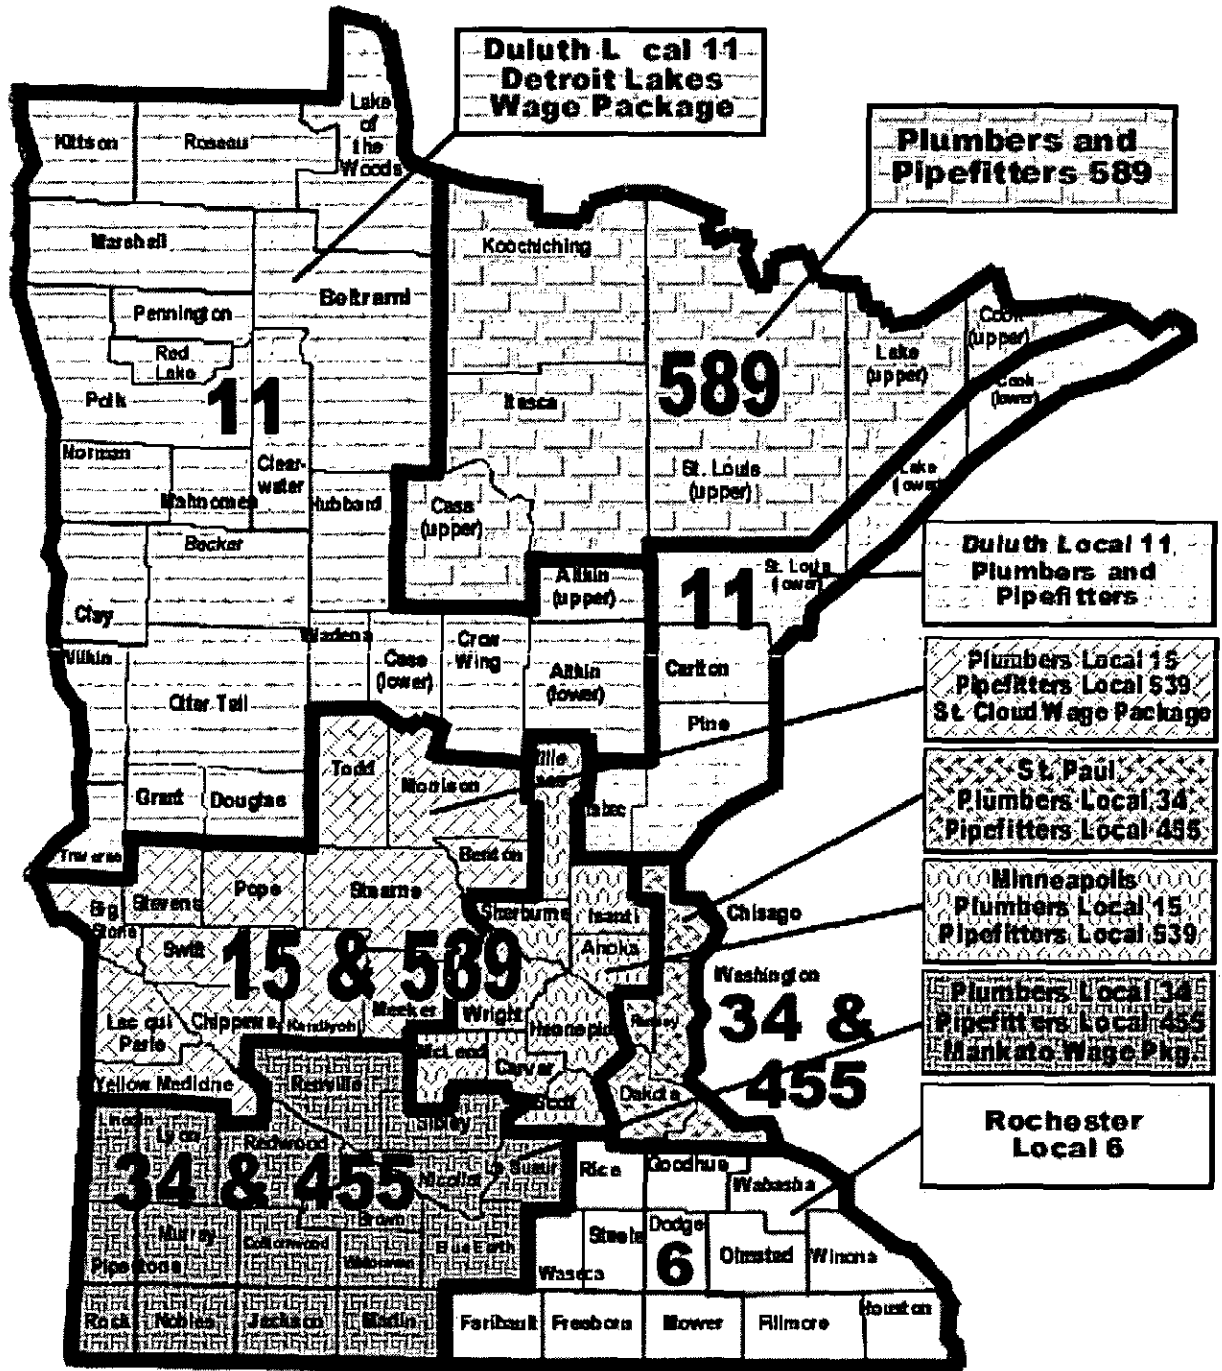 Duluth L cal 11
Detroit Lakes
Wage Package
Plumbers and
Pipefitters 589
Kittson
Roseau
Lake
of
the
Woods
Marshall
Koochiching
Beltrami
Pennington
Red
Lake
Polk
11
589
Itasca
Cook
(upper)
Lake
(upper)
Cook
(lower)
Norman
Mahnomen
Clear-
water
Hubbard
Cass
(upper)
St. Louis
(upper)
Lake
(lower)
Becker
Clay
Aitkin
(upper)
11
St. Louis
(lower)
Duluth Local 11
Plumbers and
Pipefitters
Wilkin
Wadena
Cass
(lower)
Crow
Wing
Aitkin
(lower)
Carlton
Otter Tail
Pine
Plumbers Local 15
Pipefitters Local 539
St. Cloud Wage Package
Todd
Morrison
Grant
Douglas
St. Paul
Plumbers Local 34
Pipefitters Local 455
Traverse
Benton
Big
Stone
Stevens
Pope
Stearns
Sherburne
Isanti
Chisago
Minneapolis
Plumbers Local 15
Pipefitters Local 539
Swift
15 & 589
Anoka
Washington
Lac qui
Parle
Chippewa
Kandiyohi
Meeker
Wright
Hennepin
Ramsey
34 &
455
Plumbers Local 34
Pipefitters Local 455
Mankato Wage Pkg.
McLeod
Carver
Scott
Dakota
Yellow Medicine
Renville
Sibley
Lincoln
Lyon
Redwood
34 & 455
Nicollet
Le Sueur
Rice
Goodhue
Wabasha
Rochester
Local 6
Pipestone
Murray
Cottonwood
Brown
Watonwan
Blue Earth
Waseca
Steele
Dodge
6
Olmsted
Winona
Rock
Nobles
Jackson
Martin
Faribault
Freeborn
Mower
Fillmore
Houston